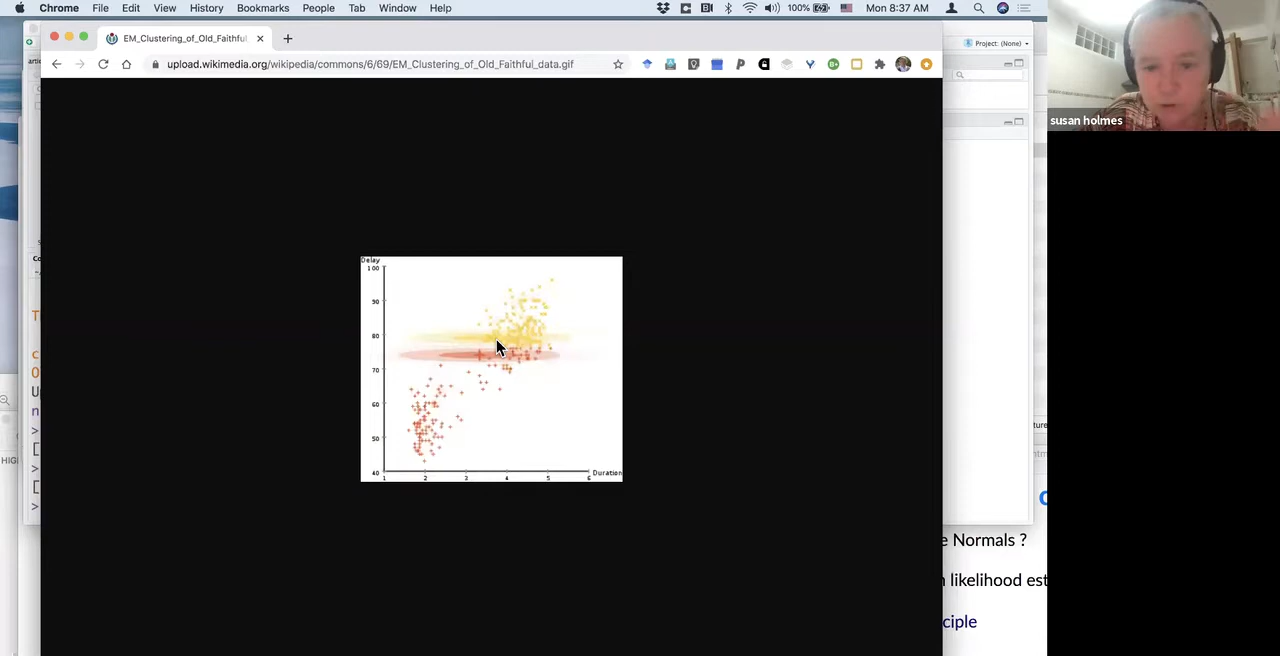 Chrome File Edit View History Bookmarks People Tab Window Help 100% Mon 8:37 AM
EM_Clustering_of_Old_Faithful
Project: (None)
upload.wikimedia.org/wikipedia/commons/6/69/EM_Clustering_of_Old_Faithful_data.gif
susan holmes
Delay
100
90
80
70
60
50
40
1 2 3 4 5 6 Duration
e Normals ?
likelihood est
ciple